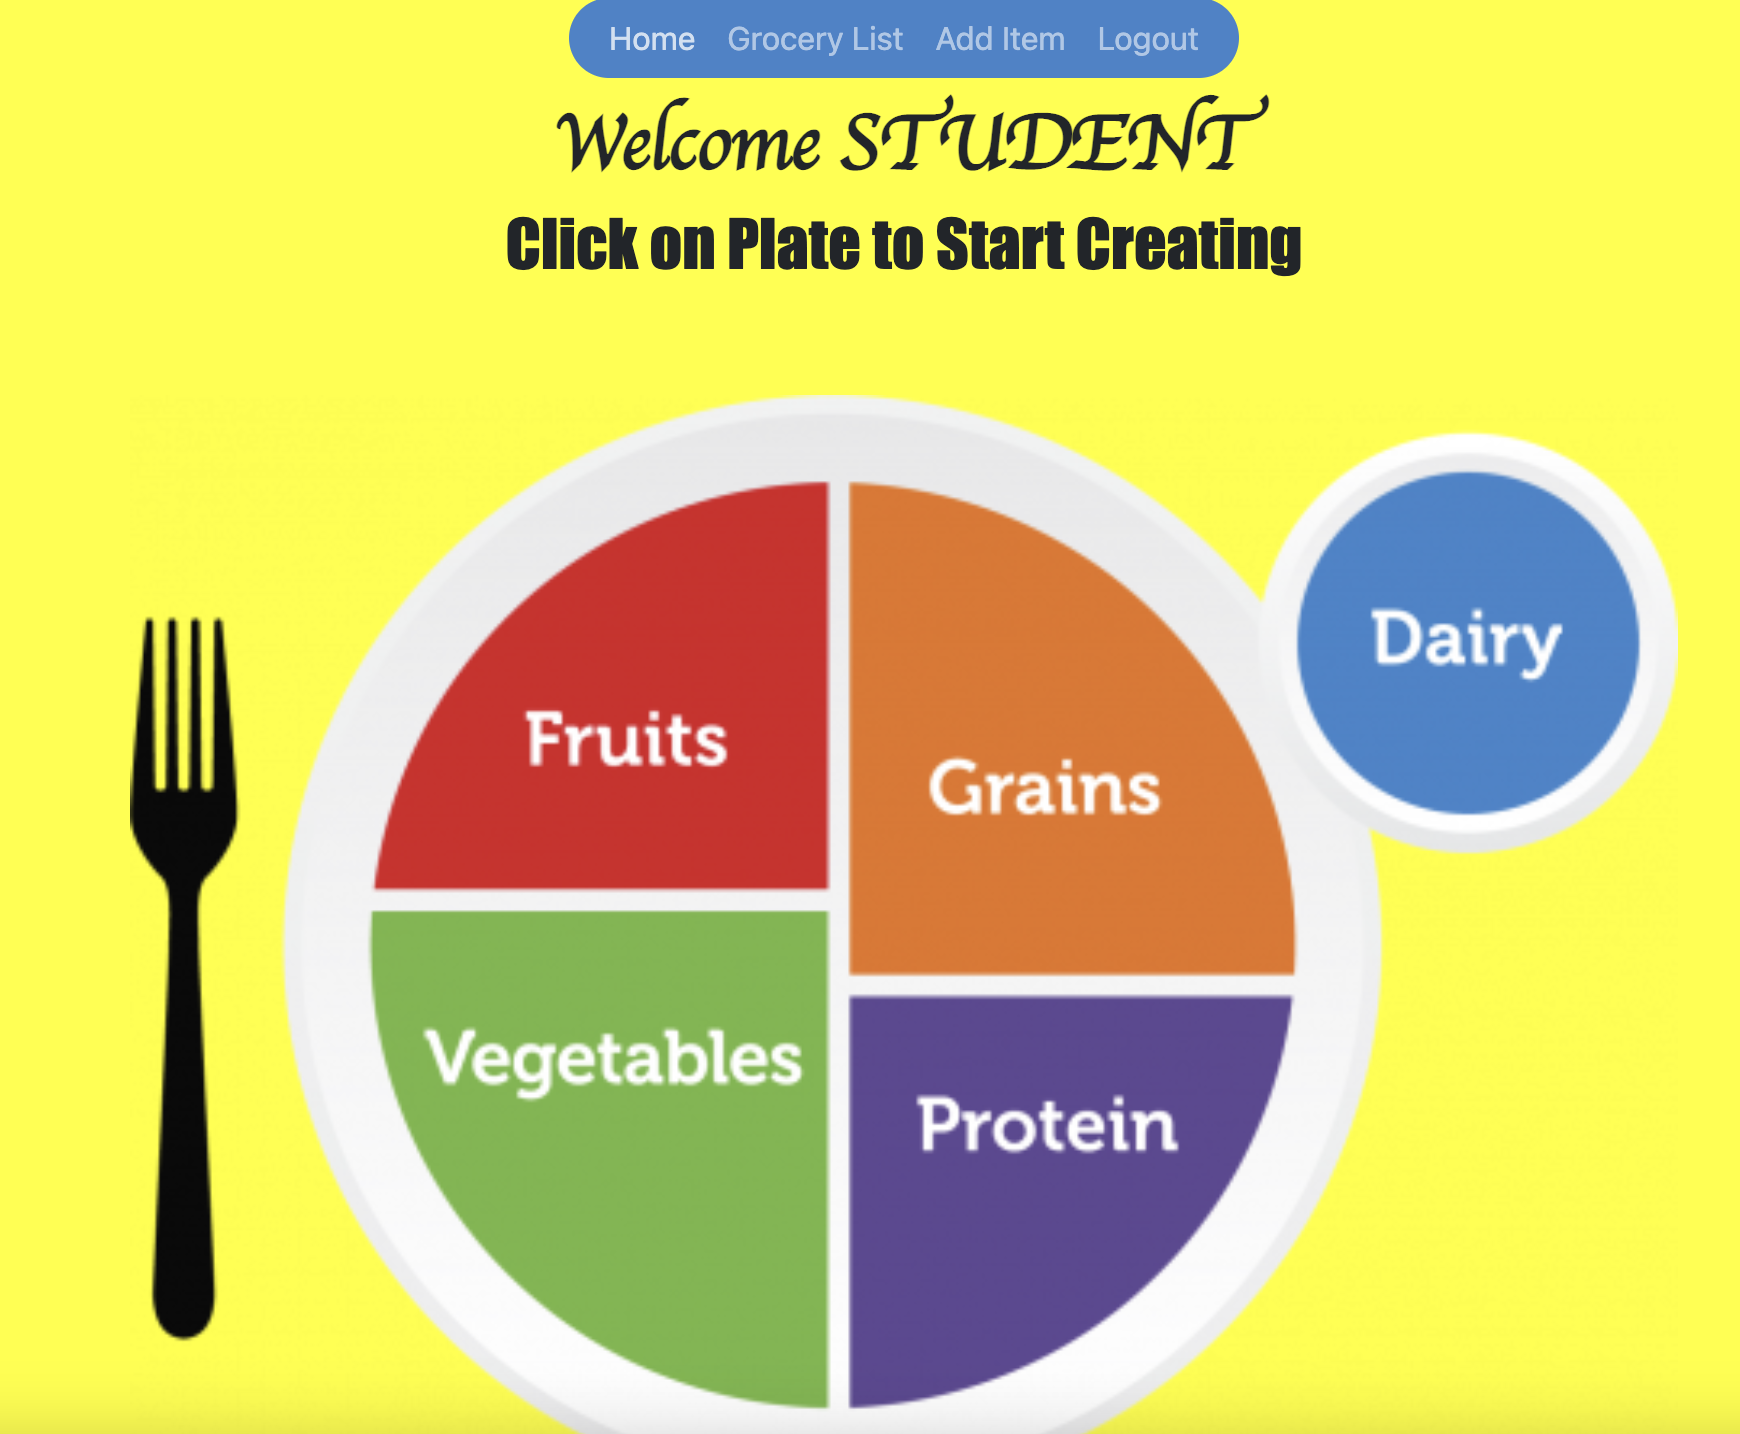 Home Grocery List Add Item Logout
Welcome STUDENT
Click on Plate to Start Creating
Dairy
Fruits
Grains
Vegetables
Protein